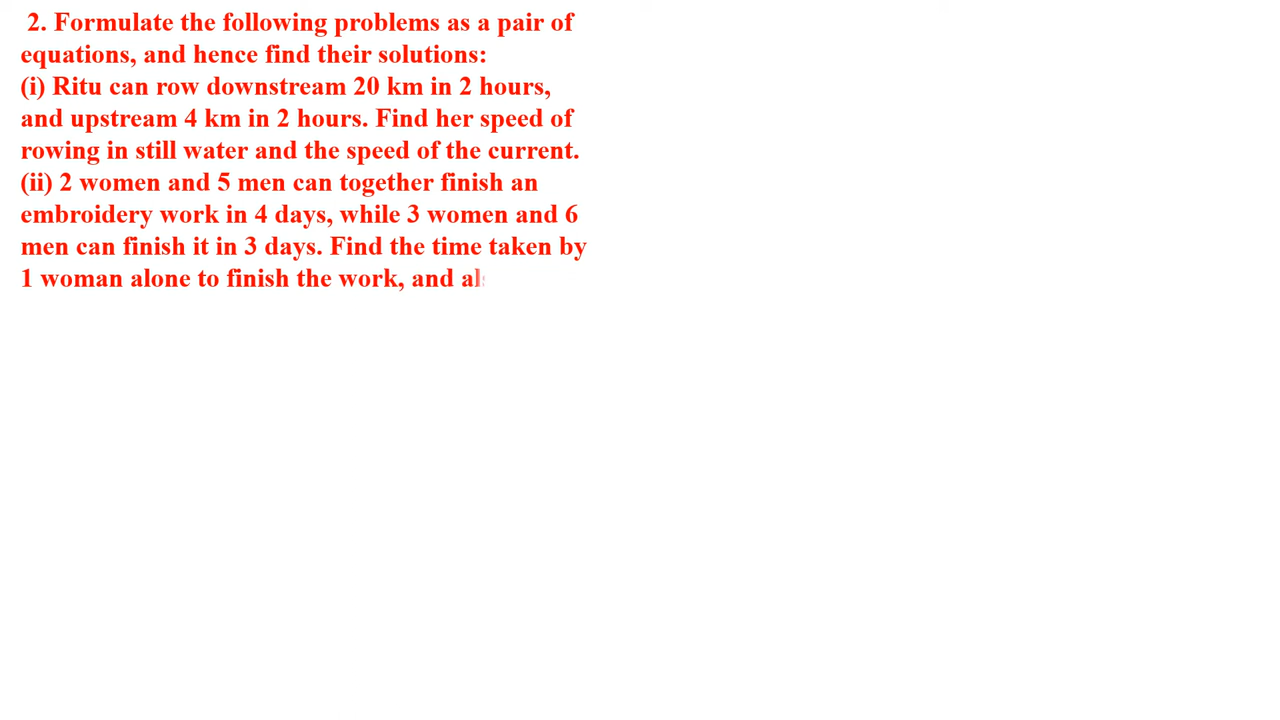 2. Formulate the following problems as a pair of
equations, and hence find their solutions:
(i) Ritu can row downstream 20 km in 2 hours,
and upstream 4 km in 2 hours. Find her speed of
rowing in still water and the speed of the current.
(ii) 2 women and 5 men can together finish an
embroidery work in 4 days, while 3 women and 6
men can finish it in 3 days. Find the time taken by
1 woman alone to finish the work, and